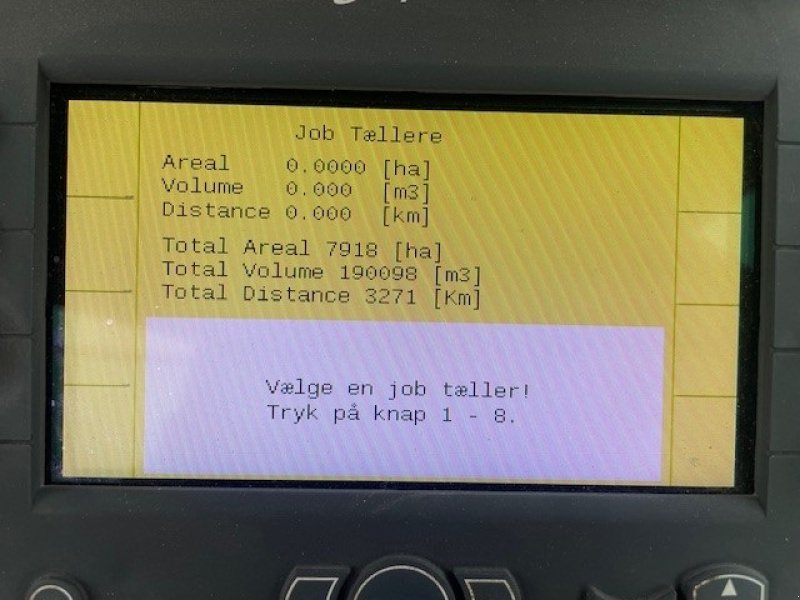 Job Tællere
Areal 0.0000 [ha]
Volume 0.000 [m3]
Distance 0.000 [km]
Total Areal 7918 [ha]
Total Volume 190098 [m3]
Total Distance 3271 [Km]
Vælge en job tæller!
Tryk på knap 1 - 8.